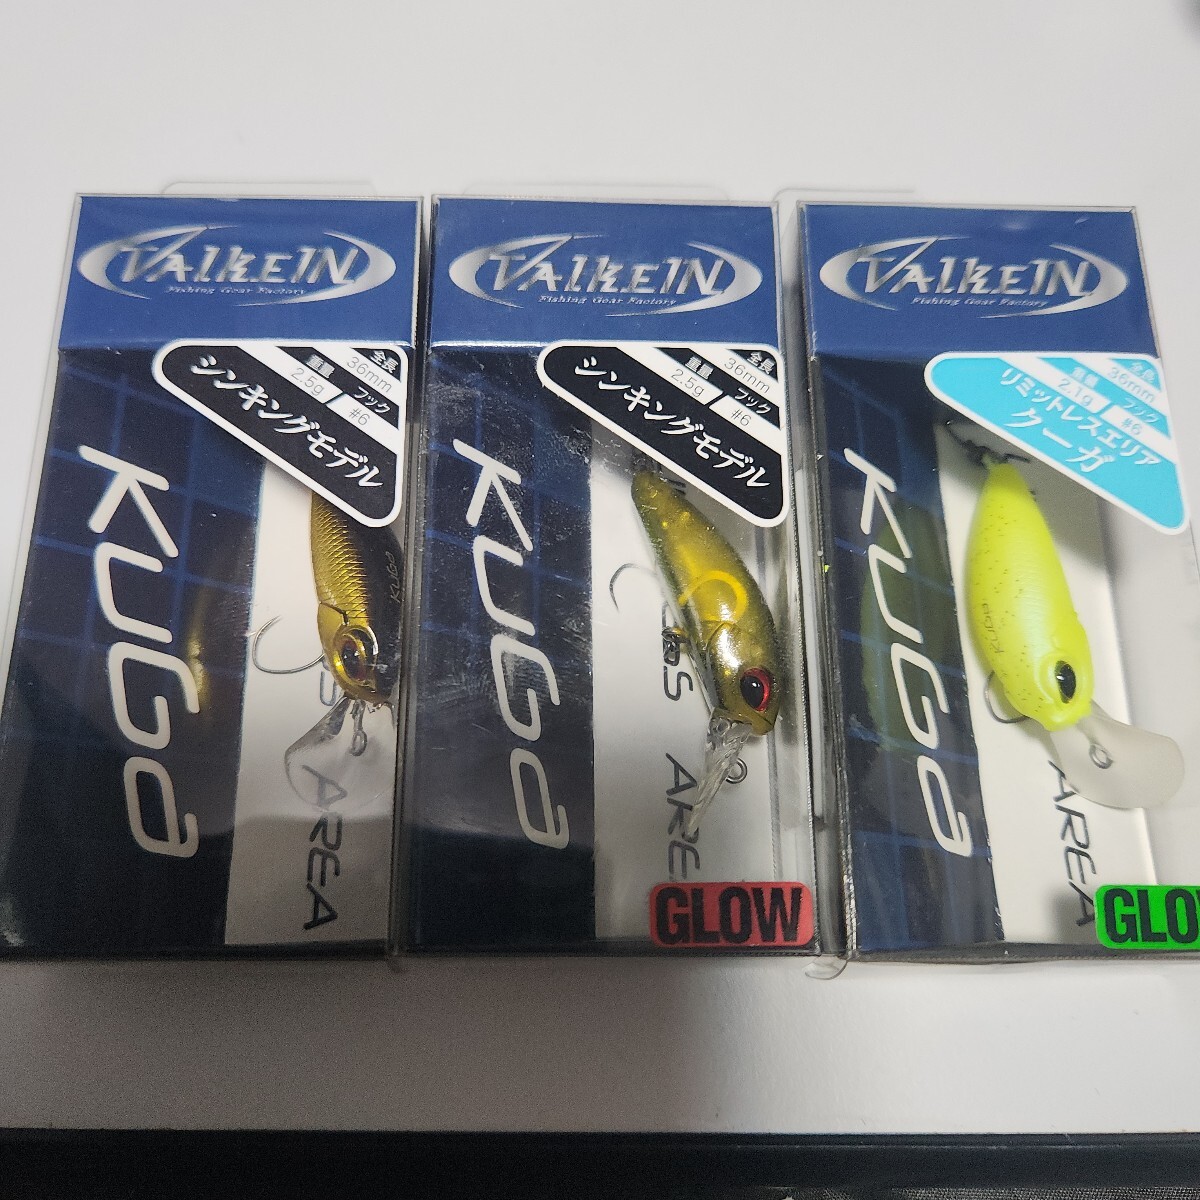 ValkeIN
Fishing Gear Factory
全長
36mm
重量
2.5g
フック
#6
シンキングモデル
KUGa
Kuga
AREA
ValkeIN
Fishing Gear Factory
全長
36mm
重量
2.5g
フック
#6
シンキングモデル
KUGa
AREA
GLOW
ValkeIN
Fishing Gear Factory
全長
36mm
重量
2.1g
フック
#6
リミットレスエリア
クーガ
KUGa
Kuga
AREA
GLO